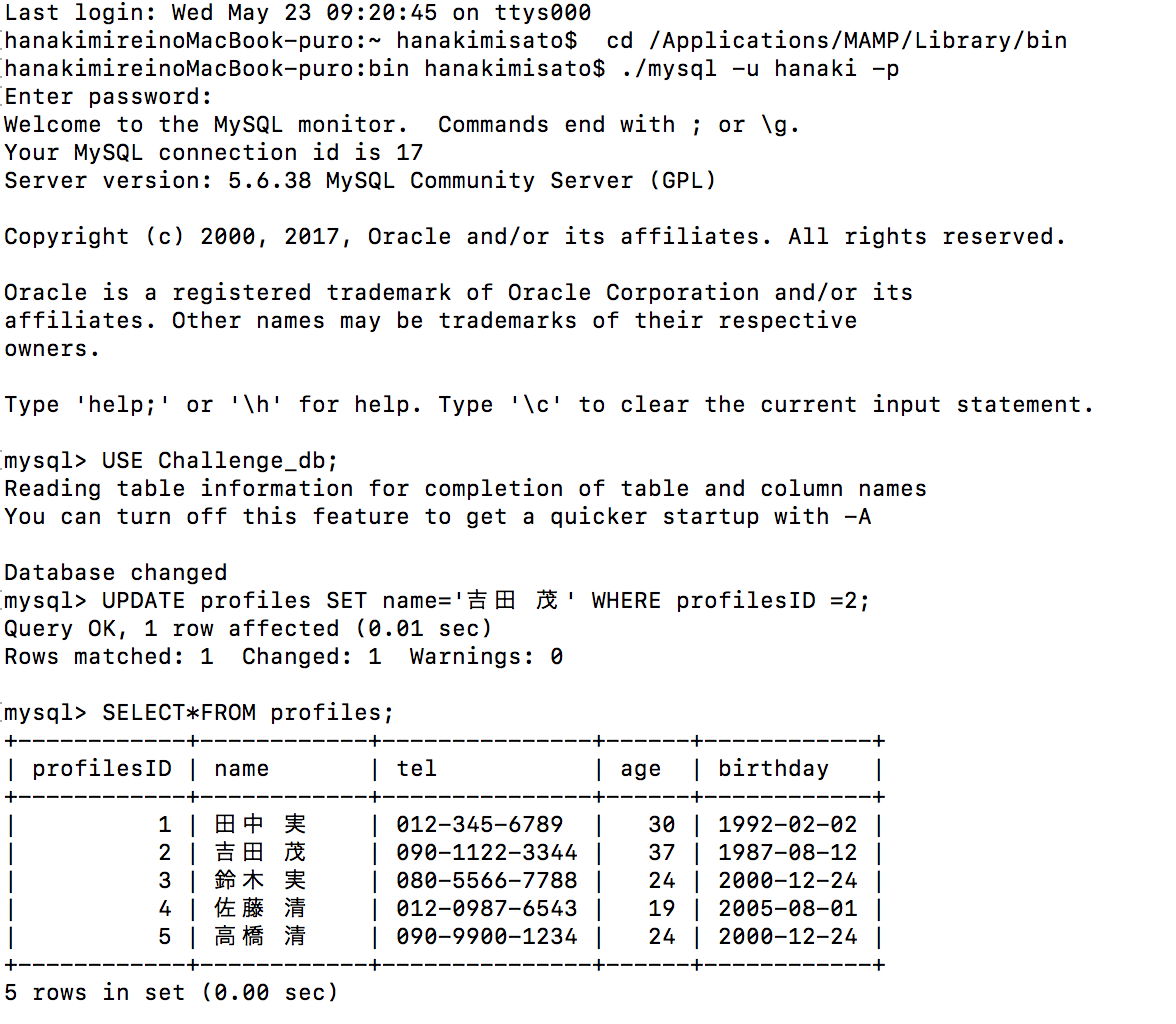 Last login: Wed May 23 09:20:45 on ttys000
hanakimireinoMacBook-puro:~ hanakimisato$  cd /Applications/MAMP/Library/bin
hanakimireinoMacBook-puro:bin hanakimisato$ ./mysql -u hanaki -p
Enter password:
Welcome to the MySQL monitor.  Commands end with ; or \g.
Your MySQL connection id is 17
Server version: 5.6.38 MySQL Community Server (GPL)

Copyright (c) 2000, 2017, Oracle and/or its affiliates. All rights reserved.

Oracle is a registered trademark of Oracle Corporation and/or its
affiliates. Other names may be trademarks of their respective
owners.

Type 'help;' or '\h' for help. Type '\c' to clear the current input statement.

mysql> USE Challenge_db;
Reading table information for completion of table and column names
You can turn off this feature to get a quicker startup with -A

Database changed
mysql> UPDATE profiles SET name='吉田 茂' WHERE profilesID =2;
Query OK, 1 row affected (0.01 sec)
Rows matched: 1  Changed: 1  Warnings: 0

mysql> SELECT*FROM profiles;
+------------+-----------+--------------+------+------------+
| profilesID | name | tel | age | birthday |
+------------+-----------+--------------+------+------------+
| 1 | 田中 実 | 012-345-6789 | 30 | 1992-02-02 |
| 2 | 吉田 茂 | 090-1122-3344 | 37 | 1987-08-12 |
| 3 | 鈴木 実 | 080-5566-7788 | 24 | 2000-12-24 |
| 4 | 佐藤 清 | 012-0987-6543 | 19 | 2005-08-01 |
| 5 | 高橋 清 | 090-9900-1234 | 24 | 2000-12-24 |
+------------+-----------+--------------+------+------------+
5 rows in set (0.00 sec)